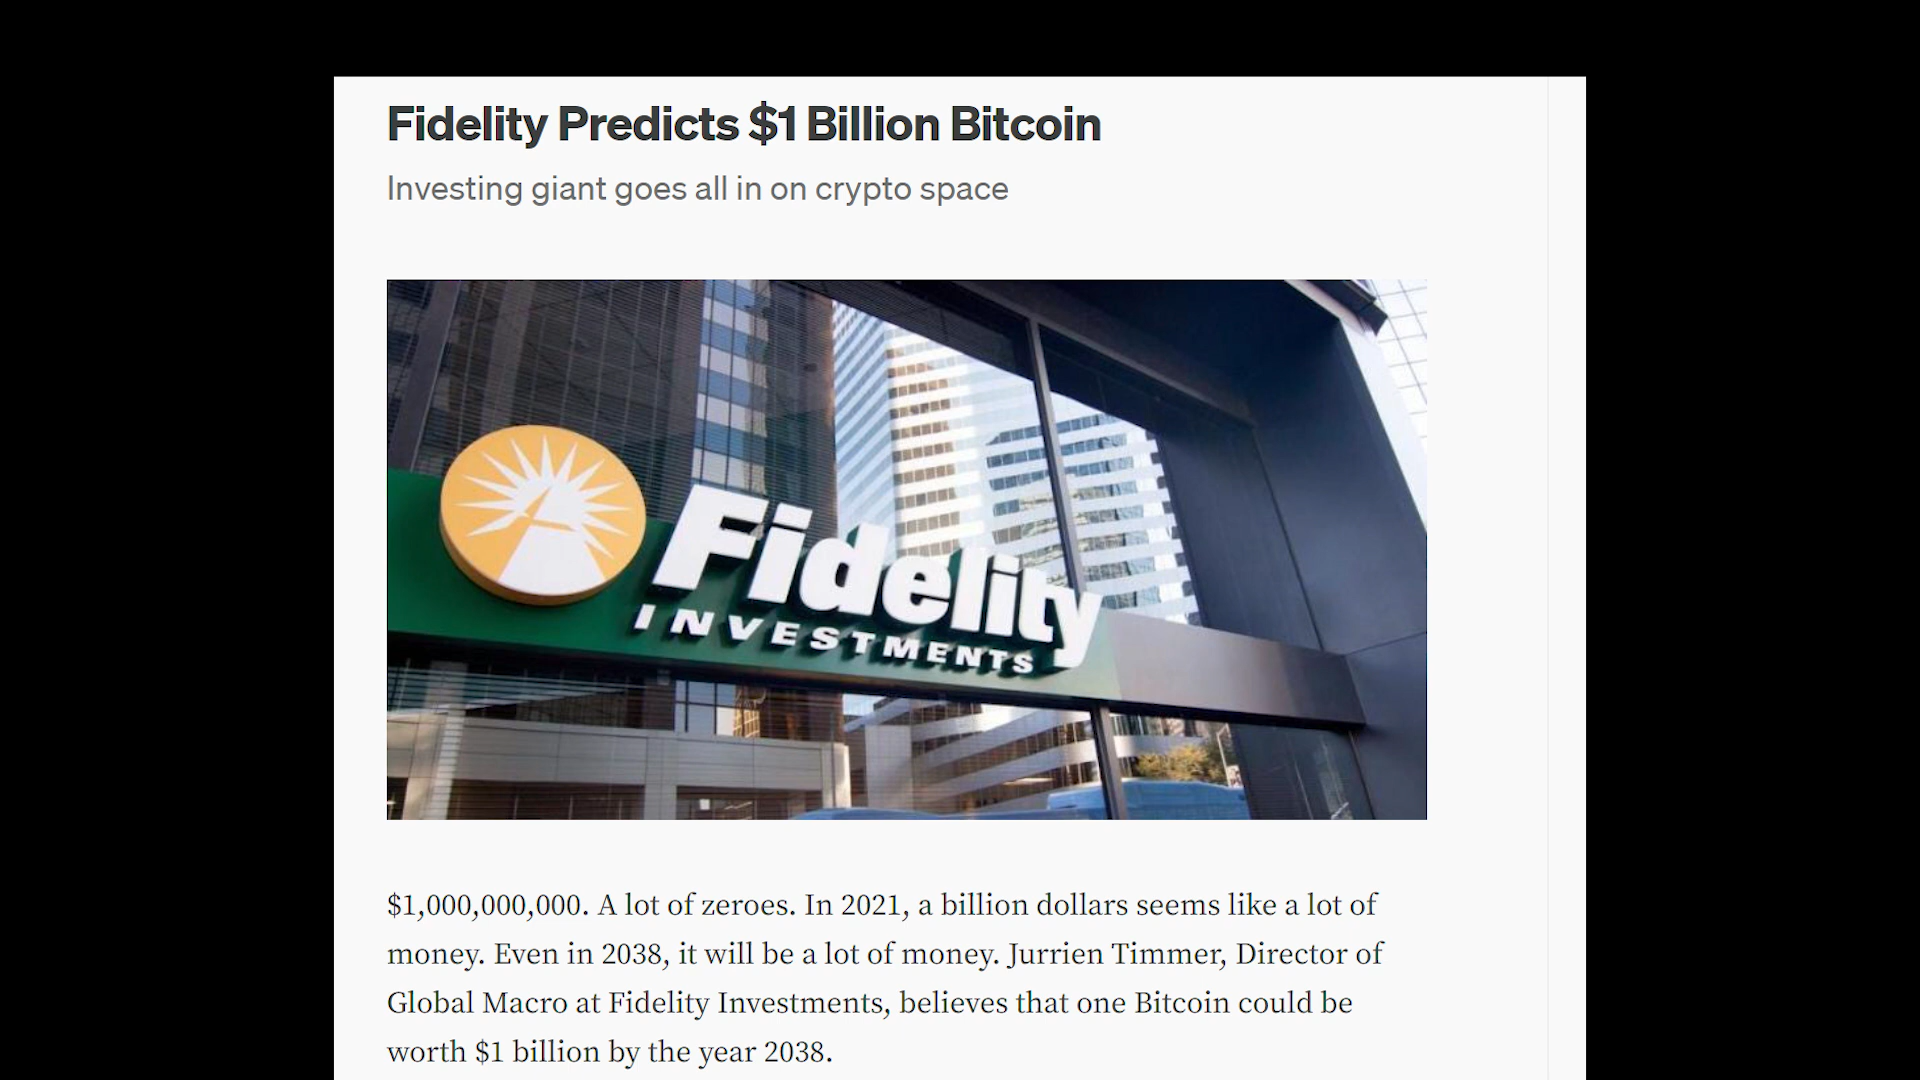 Fidelity Predicts $1 Billion Bitcoin
Investing giant goes all in on crypto space
Fidelity
INVESTMENTS
$1,000,000,000. A lot of zeroes. In 2021, a billion dollars seems like a lot of
money. Even in 2038, it will be a lot of money. Jurrien Timmer, Director of
Global Macro at Fidelity Investments, believes that one Bitcoin could be
worth $1 billion by the year 2038.